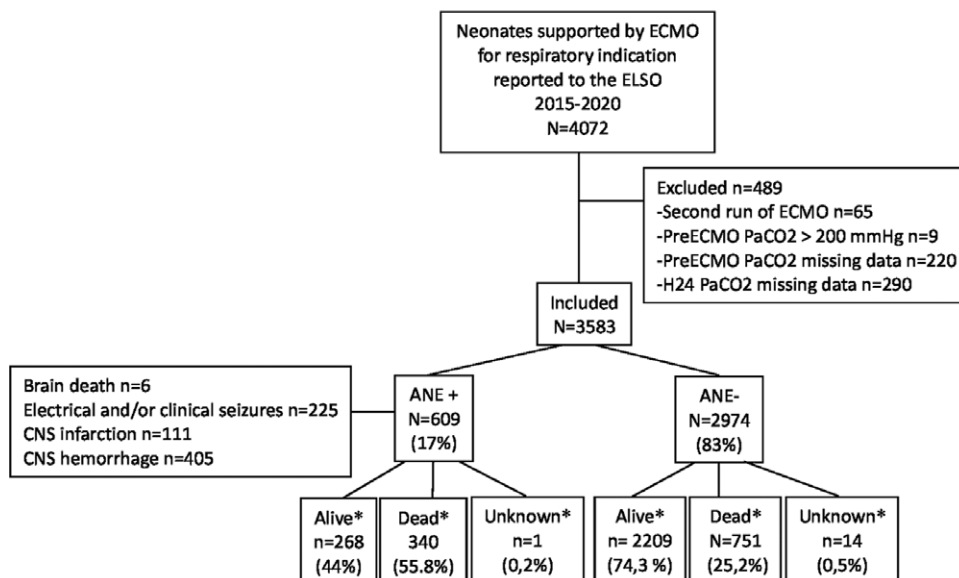 Neonates supported by ECMO
for respiratory indication
reported to the ELSO
2015-2020
N=4072
Excluded n=489
-Second run of ECMO n=65
-PreECMO PaCO2 > 200 mmHg n=9
-PreECMO PaCO2 missing data n=220
-H24 PaCO2 missing data n=290
Included
N=3583
Brain death n=6
Electrical and/or clinical seizures n=225
CNS infarction n=111
CNS hemorrhage n=405
ANE +
N=609
(17%)
ANE-
N=2974
(83%)
Alive*
n=268
(44%)
Dead*
340
(55.8%)
Unknown*
n=1
(0,2%)
Alive*
n= 2209
(74,3 %)
Dead*
N=751
(25,2%)
Unknown*
n=14
(0,5%)